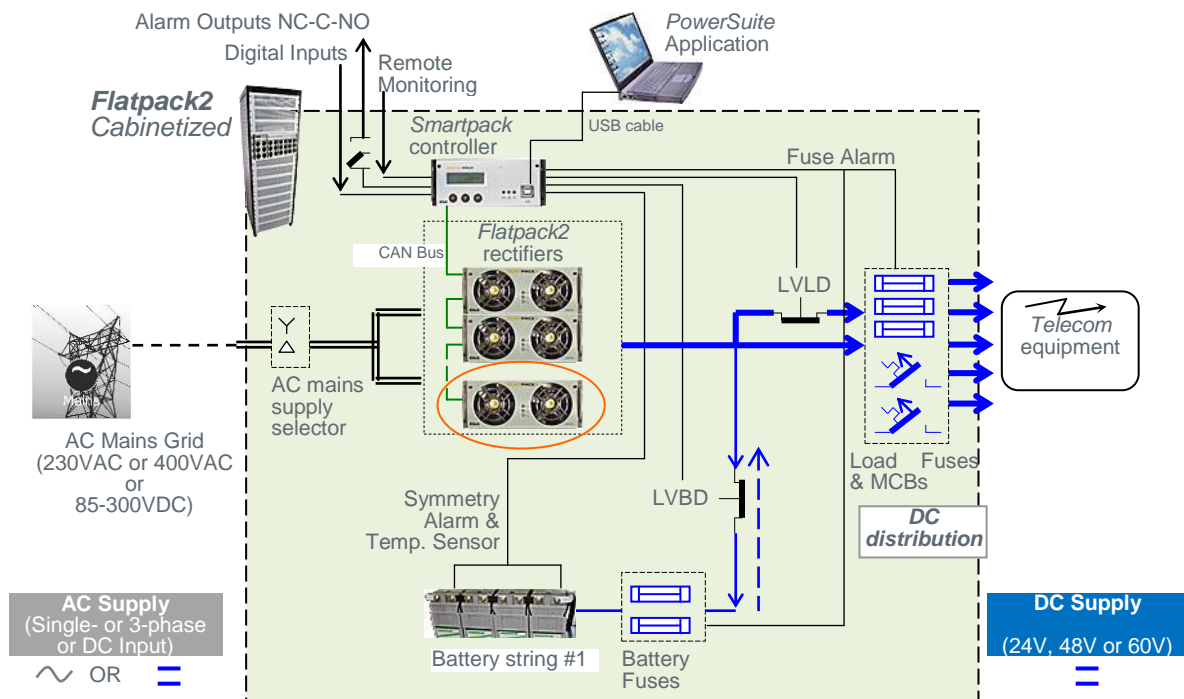 Alarm Outputs NC-C-NO
Digital Inputs
Remote
Monitoring
PowerSuite
Application
Flatpack2
Cabinetized
Smartpack
controller
USB cable
Fuse Alarm
CAN Bus
Flatpack2
rectifiers
LVLD
Telecom
equipment
Mains
AC mains
supply
selector
AC Mains Grid
(230VAC or 400VAC
or
85-300VDC)
Load Fuses
& MCBs
LVBD
Symmetry
Alarm &
Temp. Sensor
DC
distribution
AC Supply
(Single- or 3-phase
or DC Input)
OR
Battery string #1
Battery
Fuses
DC Supply
(24V, 48V or 60V)